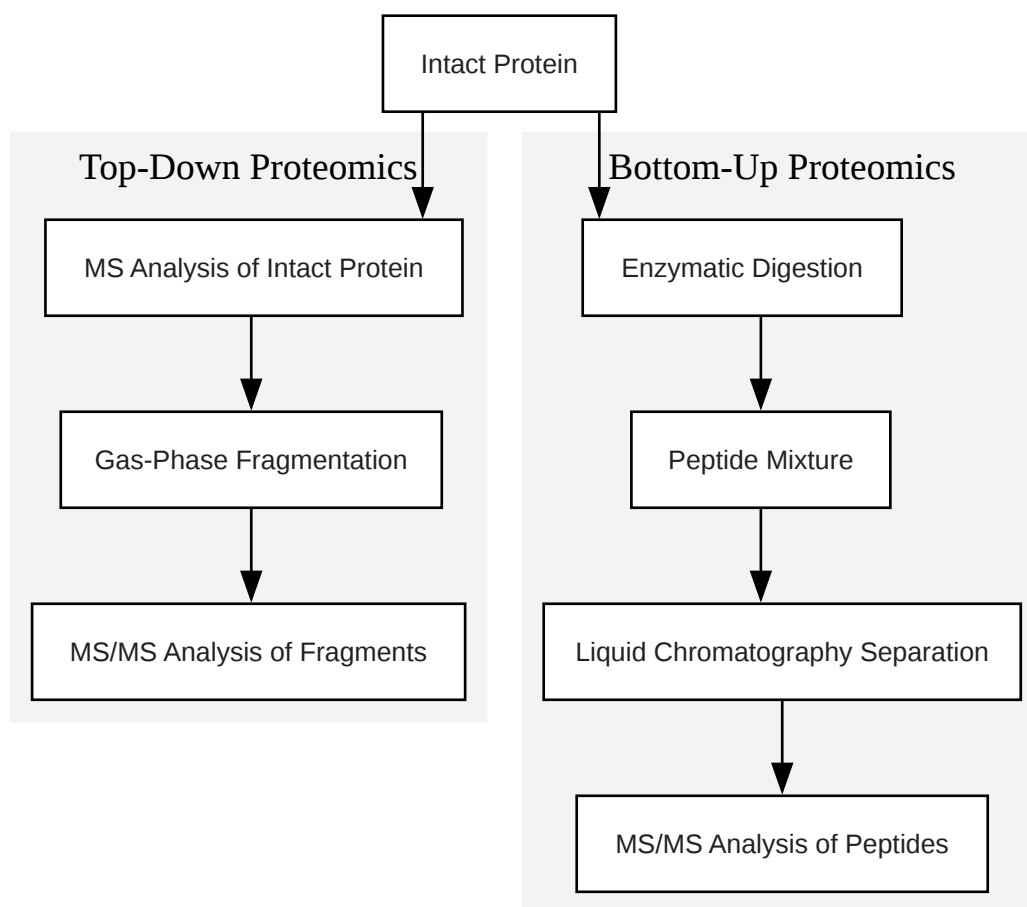 Intact Protein
Top-Down Proteomics
MS Analysis of Intact Protein
Gas-Phase Fragmentation
MS/MS Analysis of Fragments
Bottom-Up Proteomics
Enzymatic Digestion
Peptide Mixture
Liquid Chromatography Separation
MS/MS Analysis of Peptides